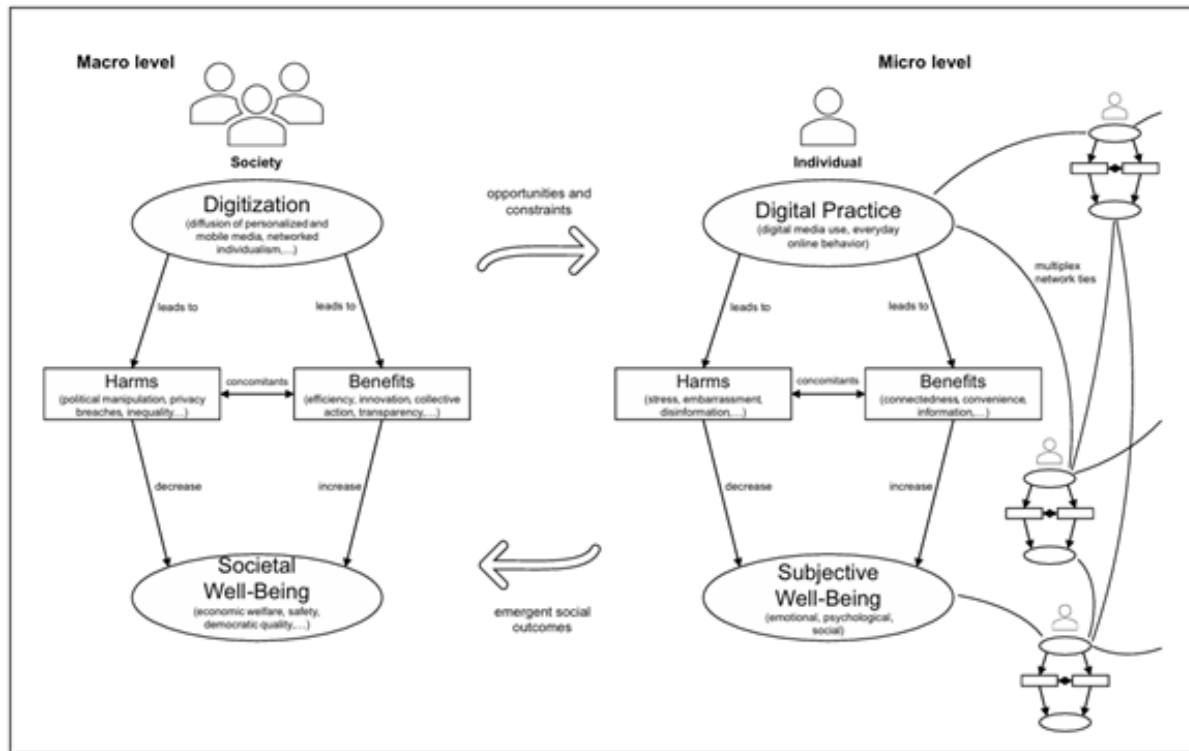 Macro level
Society
Digitization
(diffusion of personalized and
mobile media, networked
individualism,...)
leads to
leads to
Harms
(political manipulation, privacy
breaches, inequality,...)
concomitants
Benefits
(efficiency, innovation, collective
action, transparency,...)
decrease
increase
Societal
Well-Being
(economic welfare, safety,
democratic quality,...)
opportunities and
constraints
emergent social
outcomes
Micro level
Individual
Digital Practice
(digital media use, everyday
online behavior)
leads to
leads to
Harms
(stress, embarrassment,
disinformation,...)
concomitants
Benefits
(connectedness, convenience,
information,...)
decrease
increase
Subjective
Well-Being
(emotional, psychological,
social)
multiplex
network ties